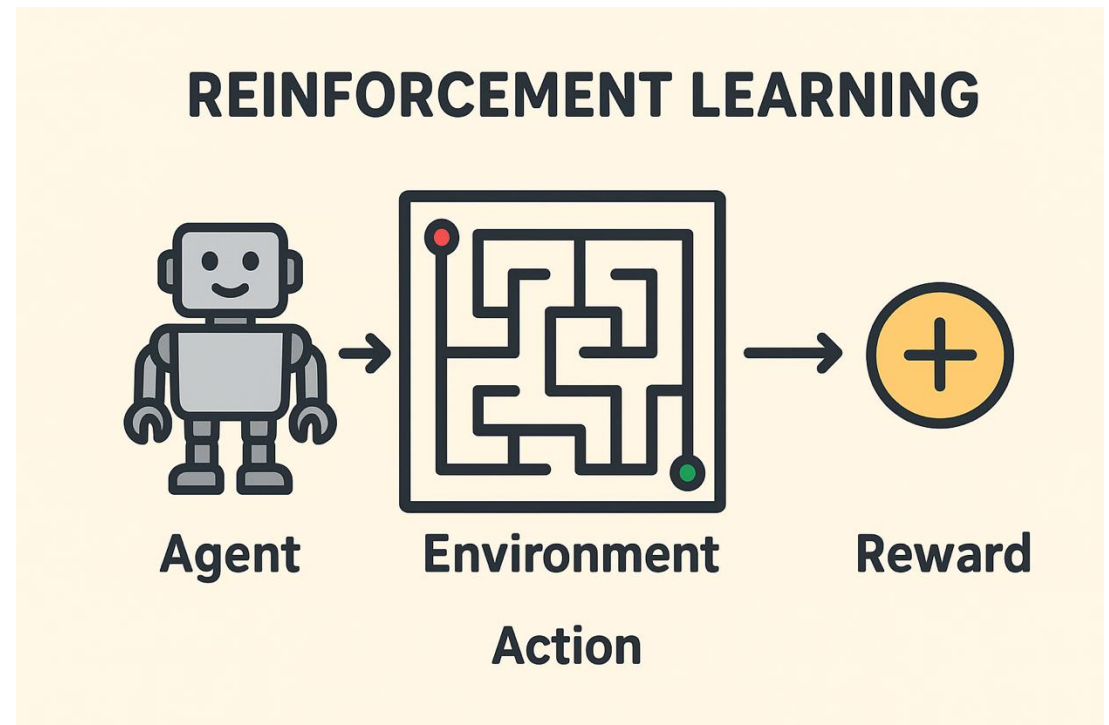 REINFORCEMENT LEARNING
Agent
Environment
Reward
Action